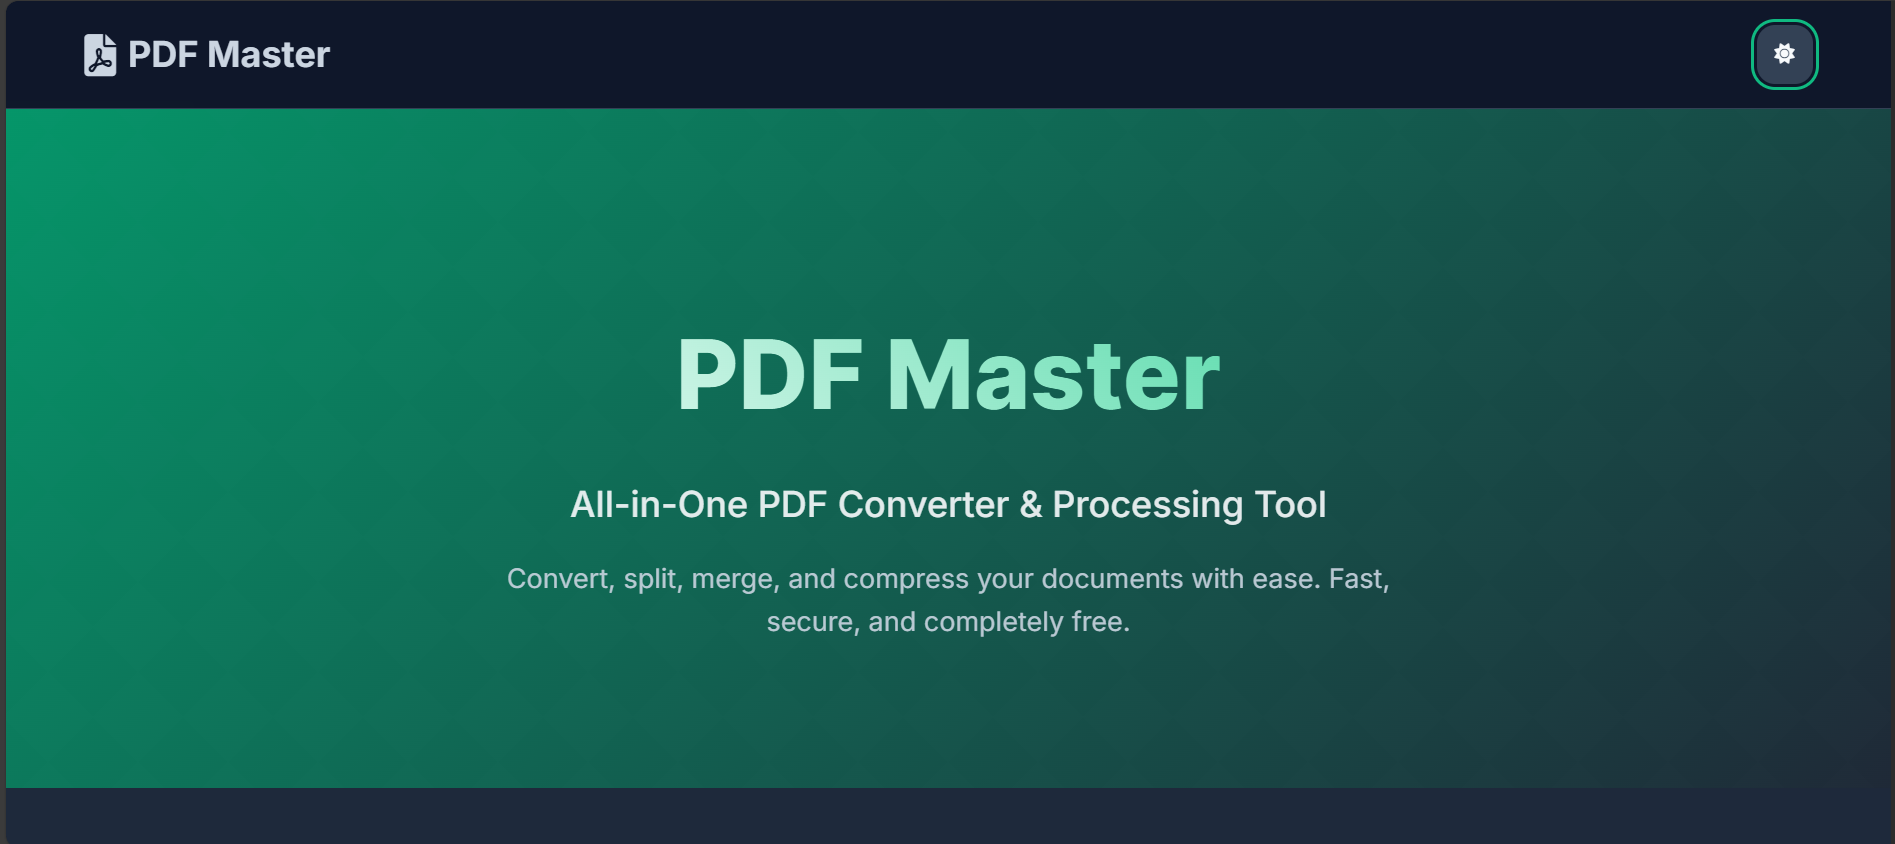 PDF Master
PDF Master
All-in-One PDF Converter & Processing Tool
Convert, split, merge, and compress your documents with ease. Fast,
secure, and completely free.